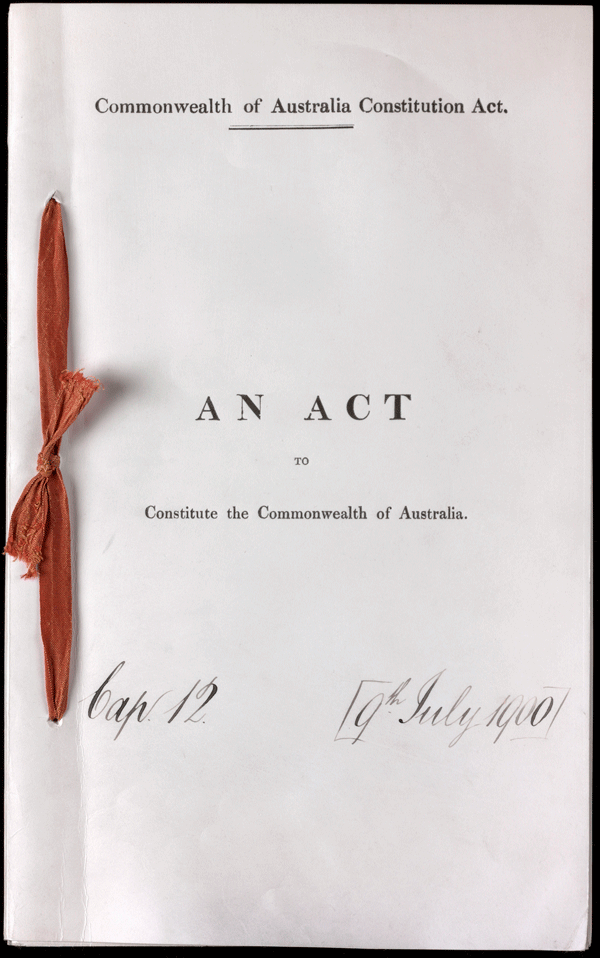 Commonwealth of Australia Constitution Act.
AN ACT
TO
Constitute the Commonwealth of Australia.
Cap. 12. [9th July 1900]